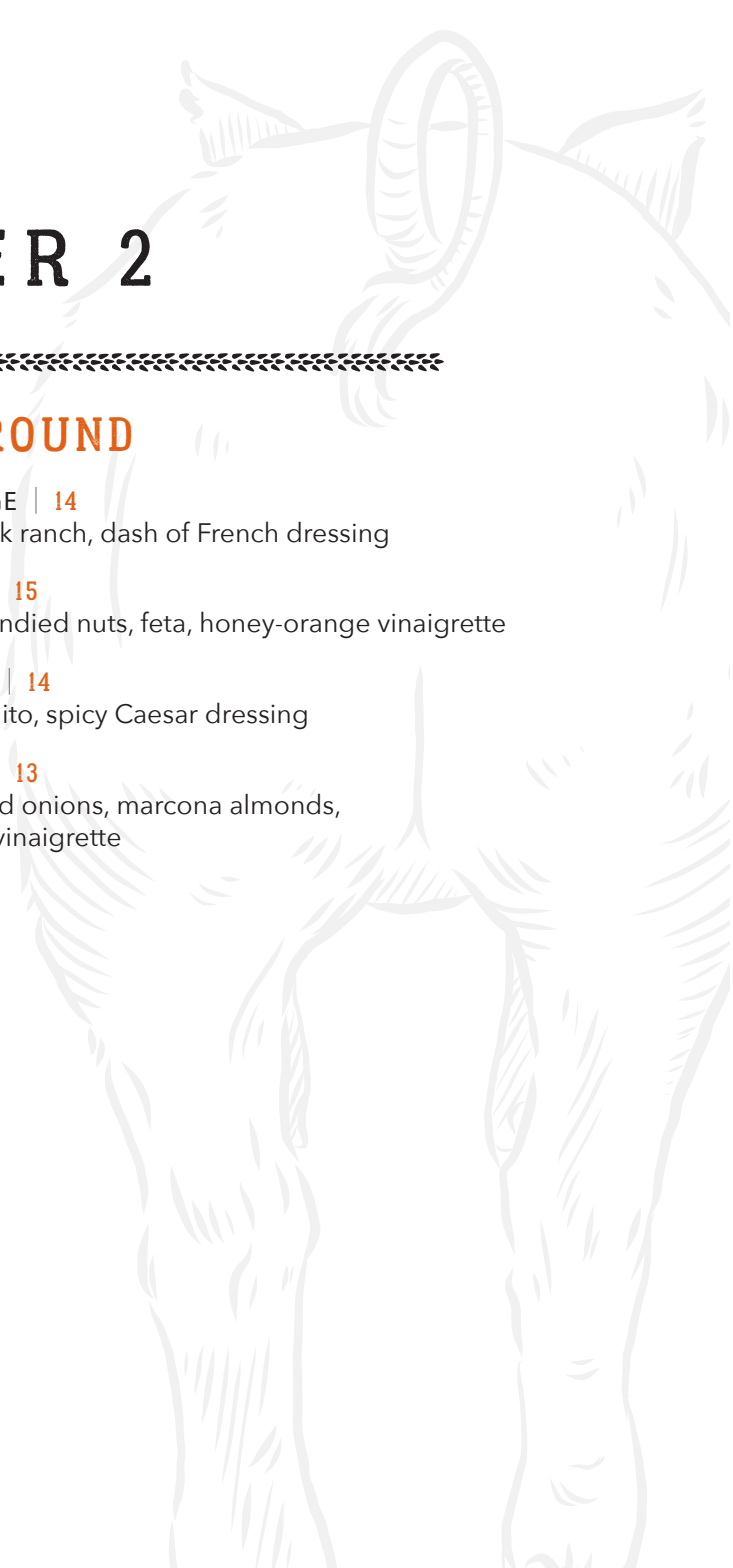 ER 2
ROUND
GE | 14
k ranch, dash of French dressing
15
ndied nuts, feta, honey-orange vinaigrette
| 14
ito, spicy Caesar dressing
13
d onions, marcona almonds,
vinaigrette